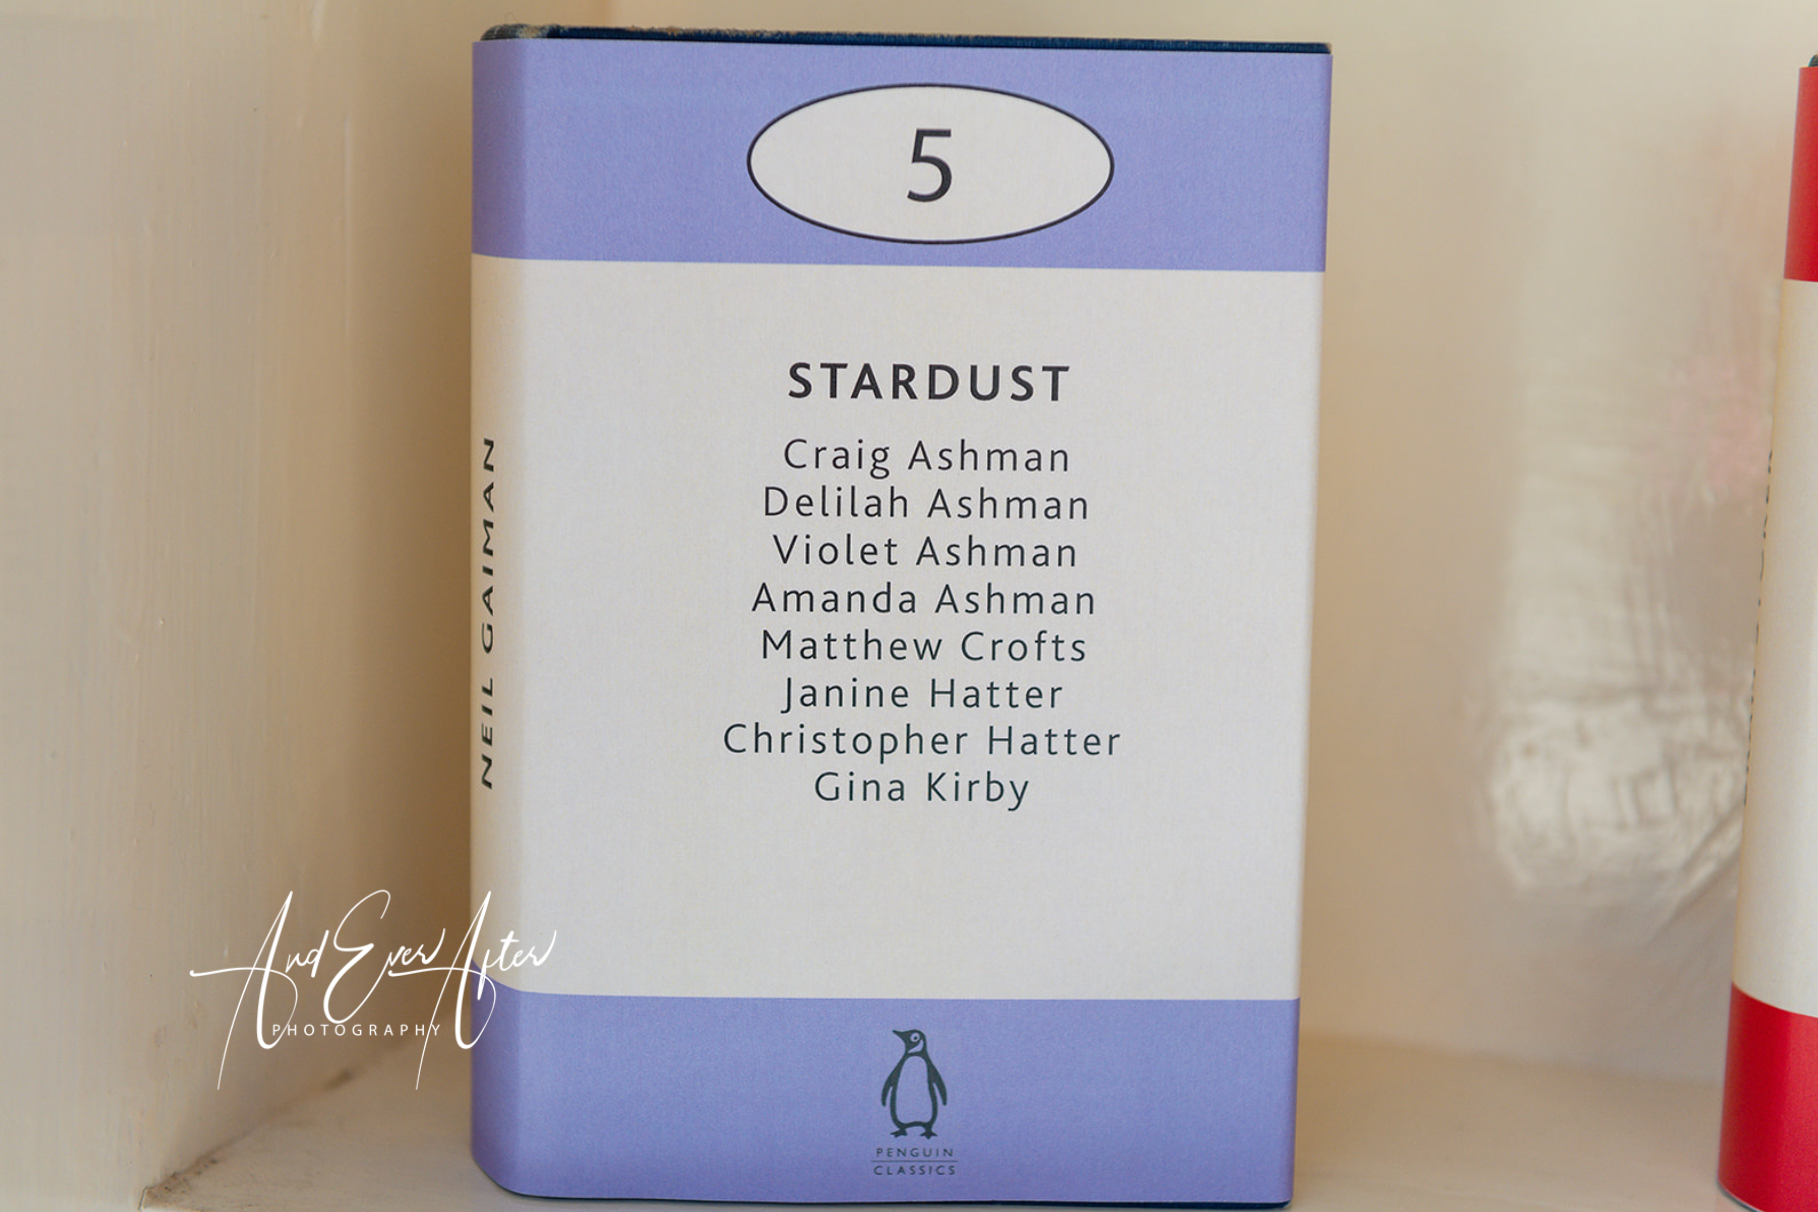 5
STARDUST
Craig Ashman
Delilah Ashman
Violet Ashman
Amanda Ashman
Matthew Crofts
Janine Hatter
Christopher Hatter
Gina Kirby
NEIL GAIMAN
And Ever After
PHOTOGRAPHY
PENGUIN
CLASSICS